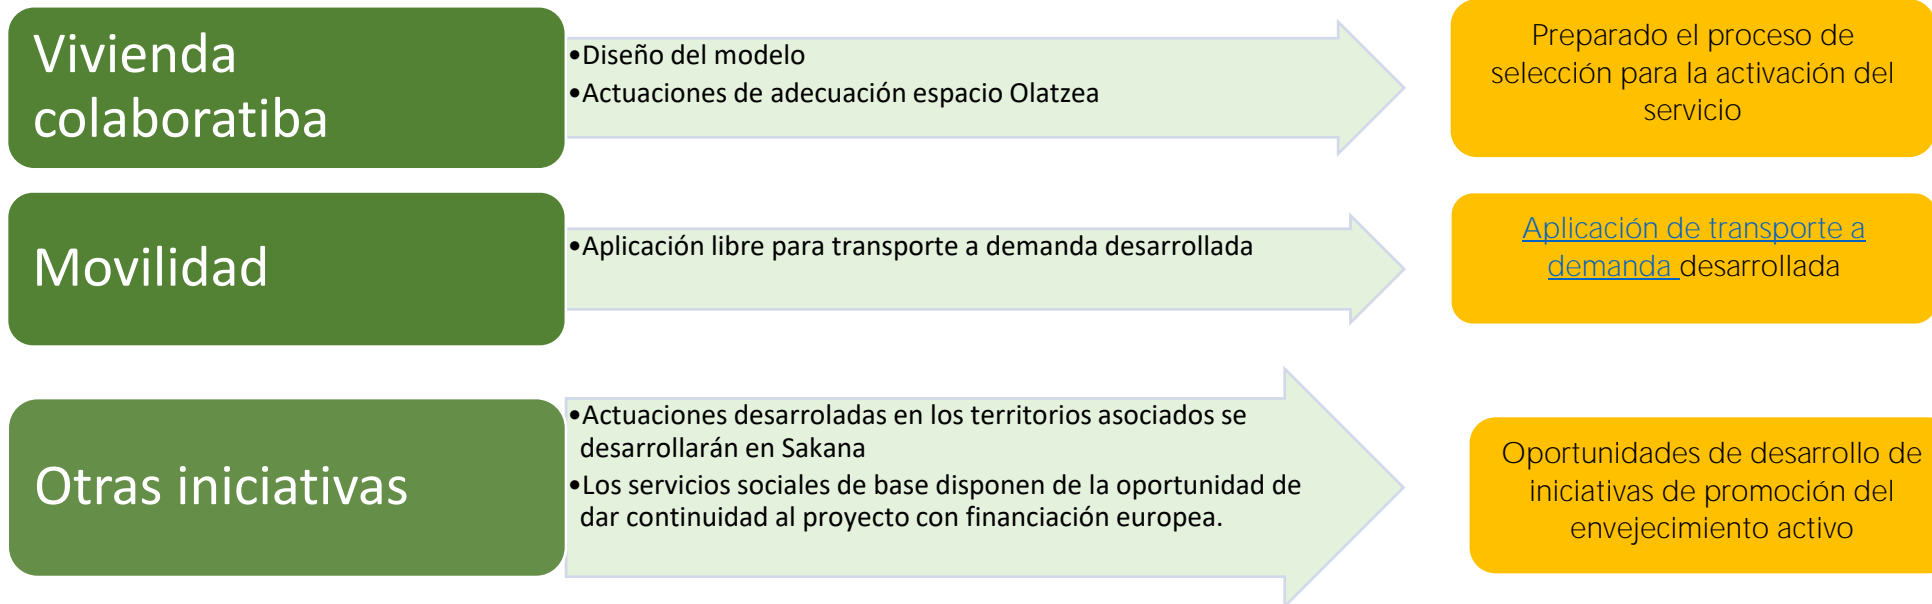 Vivienda
colaboratiba
•Diseño del modelo
•Actuaciones de adecuación espacio Olatzea
Preparado el proceso de
selección para la activación del
servicio
Movilidad
•Aplicación libre para transporte a demanda desarrollada
Aplicación de transporte a
demanda desarrollada
Otras iniciativas
•Actuaciones desarroladas en los territorios asociados se
desarrollarán en Sakana
•Los servicios sociales de base disponen de la oportunidad de
dar continuidad al proyecto con financiación europea.
Oportunidades de desarrollo de
iniciativas de promoción del
envejecimiento activo